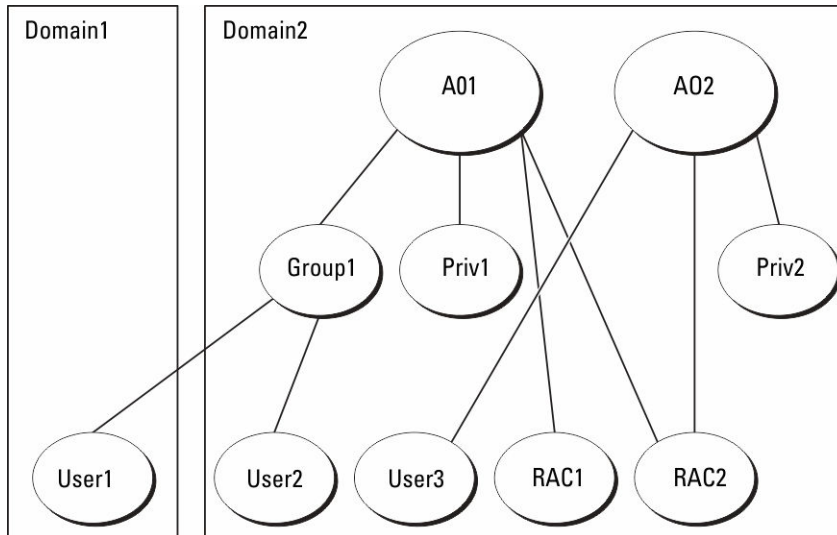 Domain1
Domain2
A01
AO2
Group1
Priv1
Priv2
User1
User2
User3
RAC1
RAC2